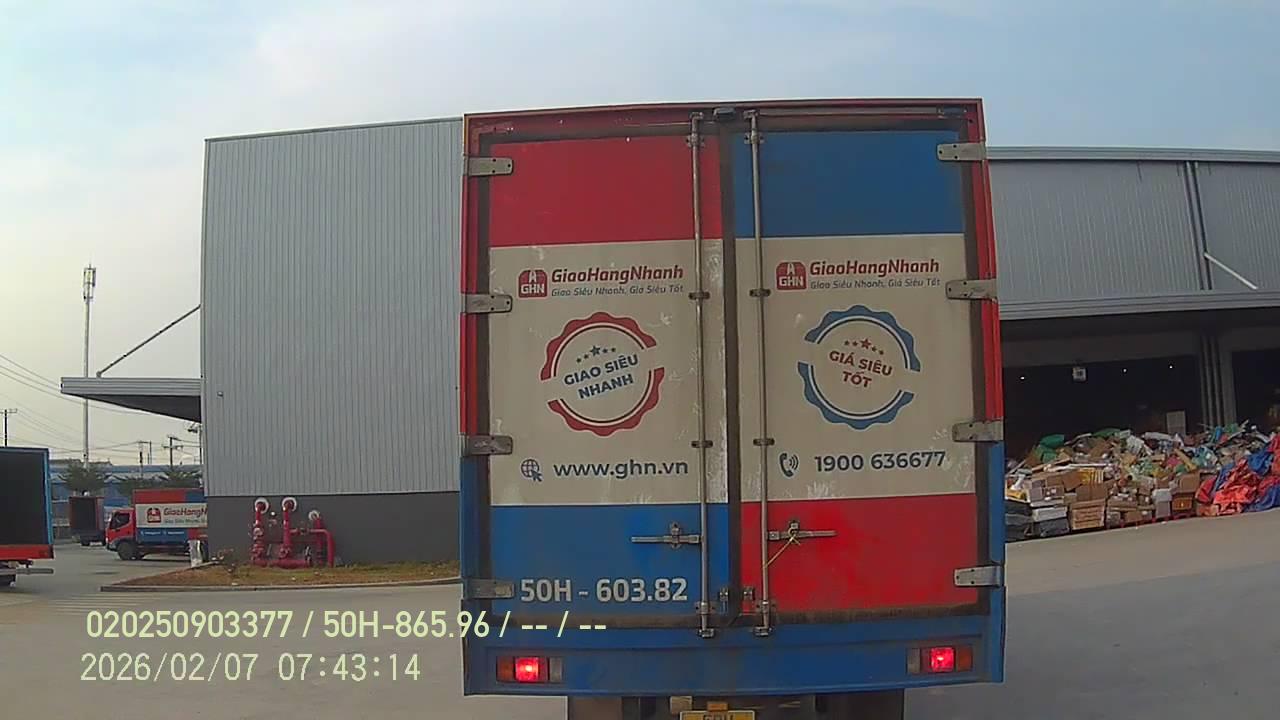 GHN GiaoHangNhanh
Giao Siêu Nhanh, Giá Siêu Tốt
GIAO SIÊU
NHANH
www.ghn.vn
50H - 603.82
GHN GiaoHangNhanh
Giao Siêu Nhanh, Giá Siêu Tốt
GIÁ SIÊU
TỐT
1900 636677
GiaoHangN
020250903377 / 50H-865.96 / -- / --
2026/02/07 07:43:14